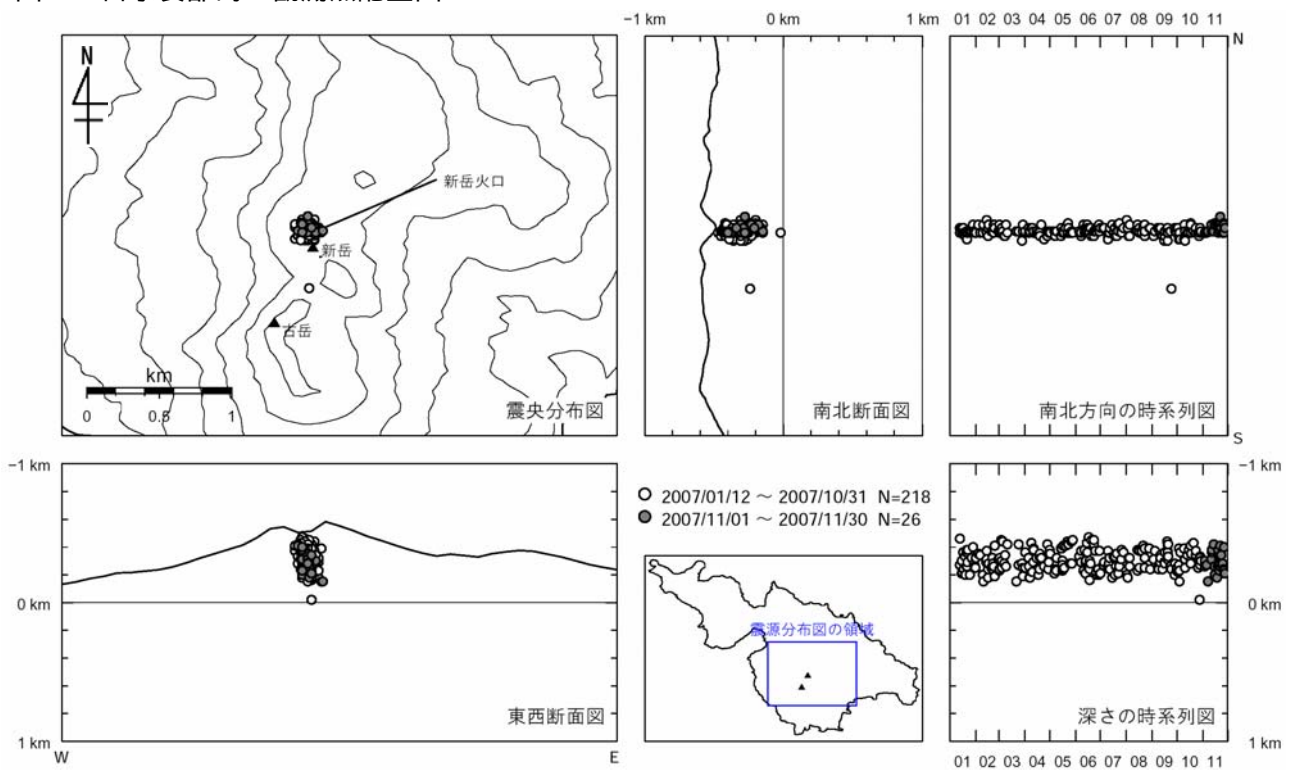 −1 km 0 km 1 km
01 02 03 04 05 06 07 08 09 10 11
N
N
新岳火口
新岳
古岳
km
0 0.5 1
震央分布図
南北断面図
南北方向の時系列図
S
−1 km
0 km
1 km
W E
東西断面図
2007/01/12 ～ 2007/10/31 N=218
2007/11/01 ～ 2007/11/30 N=26
震源分布図の領域
−1 km
0 km
1 km
深さの時系列図
01 02 03 04 05 06 07 08 09 10 11